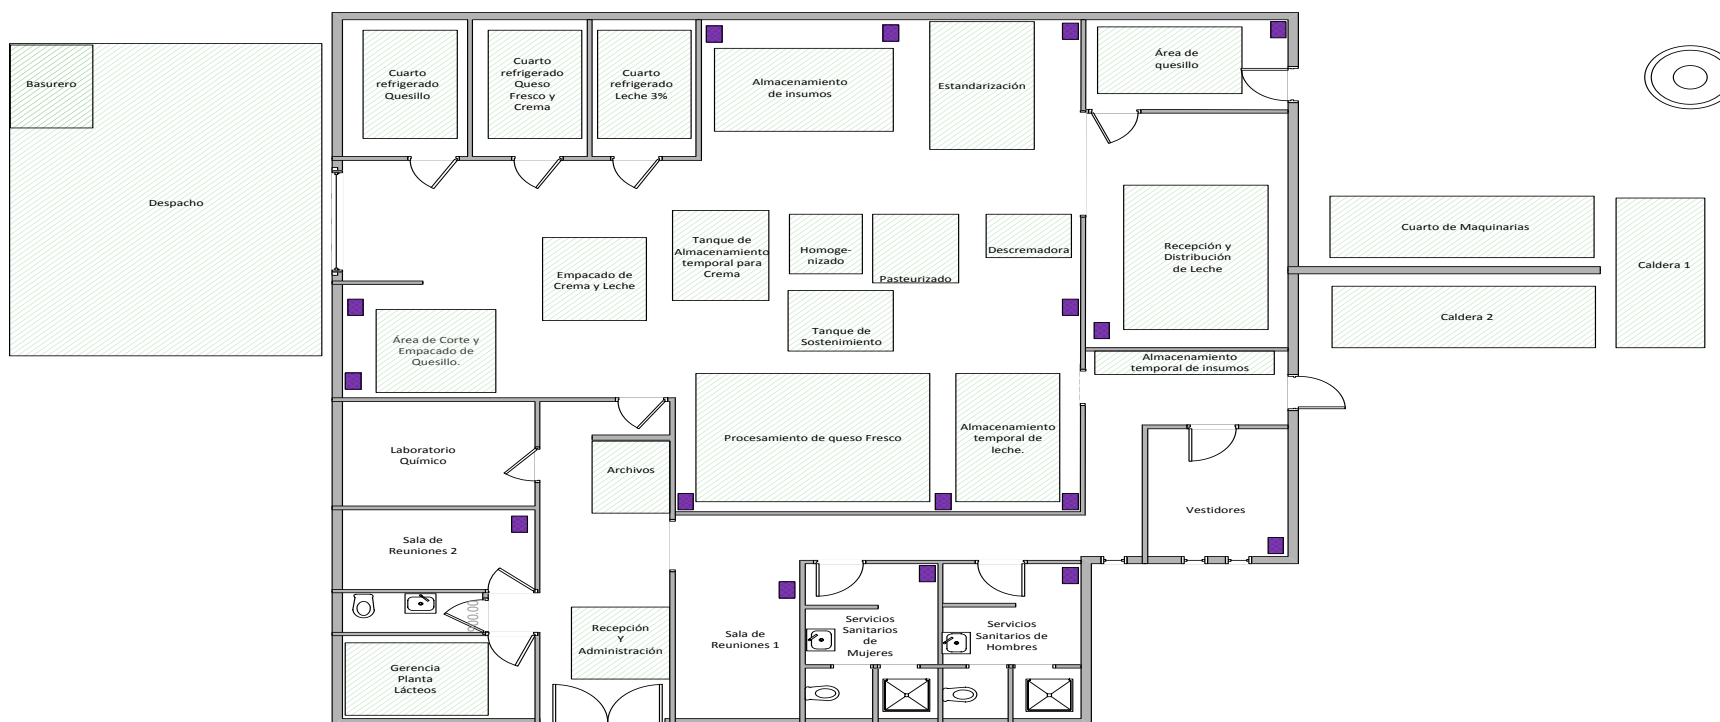 Basurero
Despacho
Cuarto
refrigerado
Quesillo
Cuarto
refrigerado
Queso
Fresco y
Crema
Cuarto
refrigerado
Leche 3%
Almacenamiento
de insumos
Estandarización
Área de
quesillo
Recepción y
Distribución
de Leche
Cuarto de Maquinarias
Caldera 1
Caldera 2
Empacado de
Crema y Leche
Tanque de
Almacenamiento
temporal para
Crema
Homoge-
nizado
Pasteurizado
Descremadora
Tanque de
Sostenimiento
Área de Corte y
Empacado de
Quesillo.
Almacenamiento
temporal de insumos
Procesamiento de queso Fresco
Almacenamiento
temporal de
leche.
Laboratorio
Químico
Archivos
Vestidores
Sala de
Reuniones 2
900.00
Recepción
Y
Administración
Sala de
Reuniones 1
Servicios
Sanitarios
de
Mujeres
Servicios
Sanitarios de
Hombres
Gerencia
Planta
Lácteos